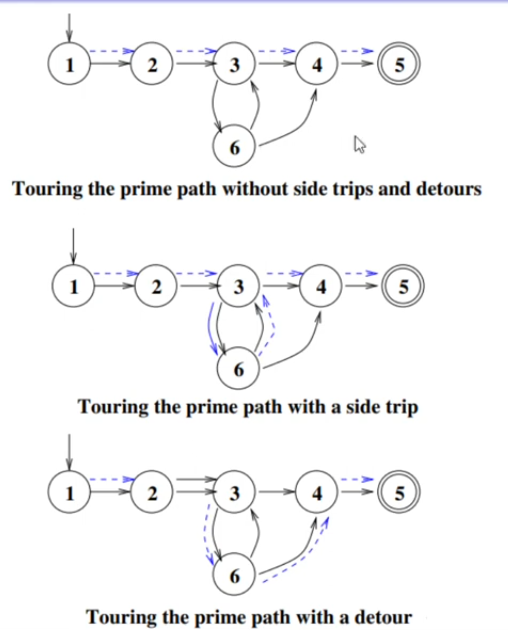 1 2 3 4 5
6
Touring the prime path without side trips and detours
1 2 3 4 5
6
Touring the prime path with a side trip
1 2 3 4 5
6
Touring the prime path with a detour